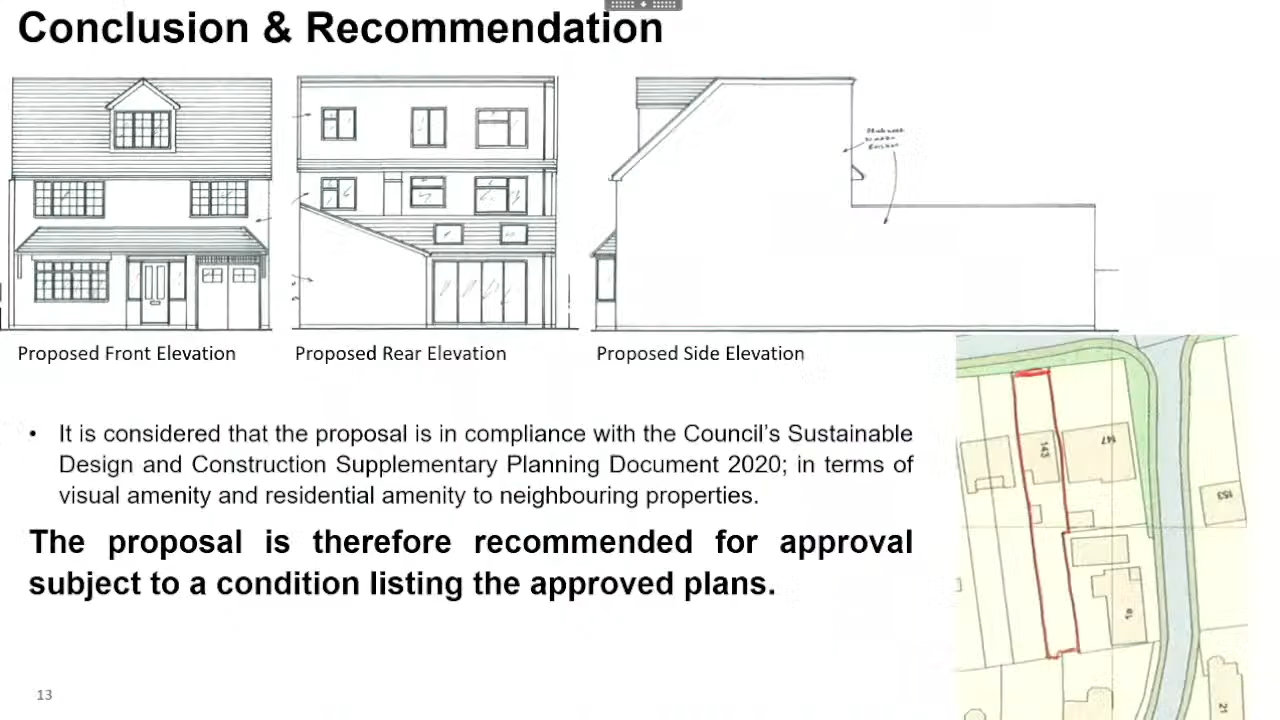 Conclusion & Recommendation
Proposed Front Elevation
Proposed Rear Elevation
Proposed Side Elevation
• It is considered that the proposal is in compliance with the Council's Sustainable
Design and Construction Supplementary Planning Document 2020; in terms of
visual amenity and residential amenity to neighbouring properties.
The proposal is therefore recommended for approval
subject to a condition listing the approved plans.
143
147
153
21
13